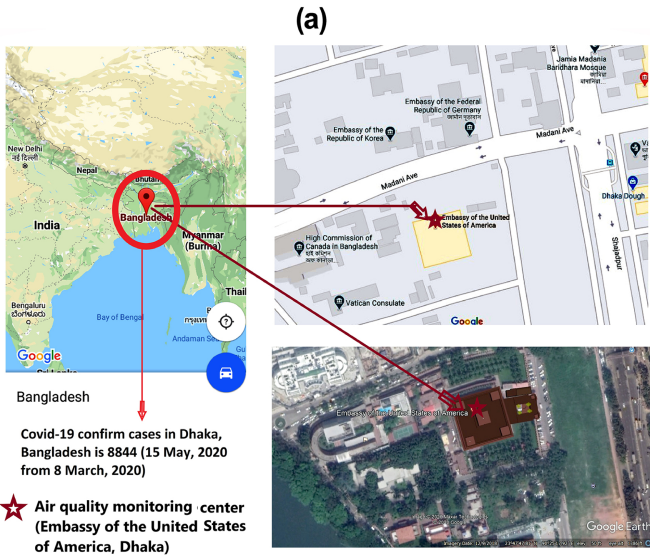 (a)
New Delhi
नई दिल्ली
Nepal
Bhutan
Bangladesh
India
Myanmar
(Burma)
Thail
Bengaluru
ಬೆಂಗಳೂರು
Bay of Bengal
Andaman Sea
Gu
Google
Sri Lanka
Bangladesh
Covid-19 confirm cases in Dhaka,
Bangladesh is 8844 (15 May, 2020
from 8 March, 2020)
Air quality monitoring center
(Embassy of the United States
of America, Dhaka)
Jamia Madania
Baridhara Mosque
জামিয়া
Embassy of the Federal
Republic of Germany
Embassy of the
Republic of Korea
Madani Ave
Madani Ave
Embassy of the United
States of America
Dhaka Dough
High Commission of
Canada in Bangladesh
Shajadpur
Vatican Consulate
Google
Embassy of the United States of America
Google Earth